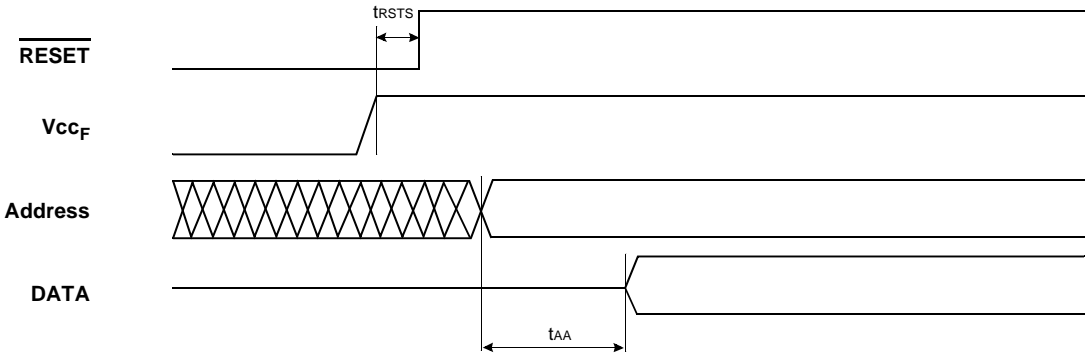 tRSTS
RESET
VccF
Address
DATA
tAA